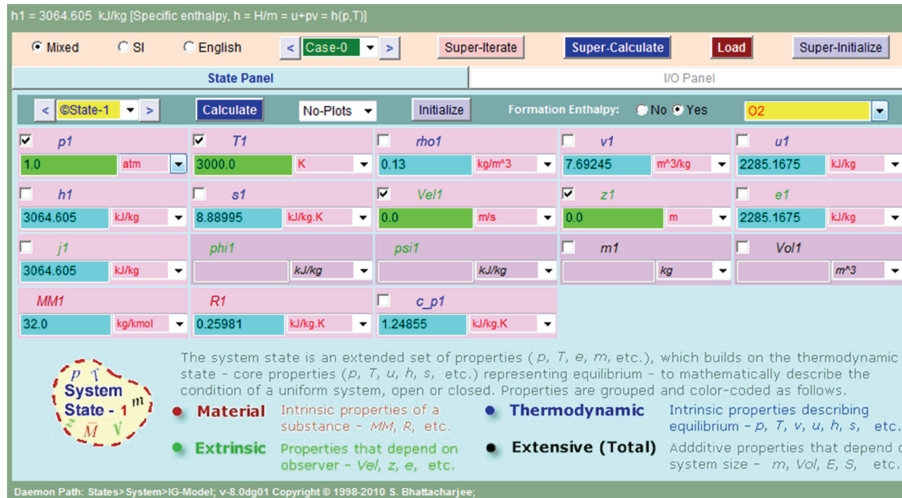 h1 = 3064.605 kJ/kg [Specific enthalpy, h = H/m = u+pv = h(p,T)]
Mixed SI English < Case-0 > Super-Iterate Super-Calculate Load Super-Initialize
State Panel I/O Panel
< ©State-1 > Calculate No-Plots Initialize Formation Enthalpy: No Yes O2
p1 T1 rho1 v1 u1
1.0 atm 3000.0 K 0.13 kg/m^3 7.69245 m^3/kg 2285.1675 kJ/kg
h1 s1 Vel1 z1 e1
3064.605 kJ/kg 8.88995 kJ/kg.K 0.0 m/s 0.0 m 2285.1675 kJ/kg
j1 phi1 psi1 m1 Vol1
3064.605 kJ/kg kJ/kg kJ/kg kg m^3
MM1 R1 c_p1
32.0 kg/kmol 0.25981 kJ/kg.K 1.24855 kJ/kg.K
The system state is an extended set of properties (p, T, e, m, etc.), which builds on the thermodynamic
state - core properties (p, T, u, h, s, etc.) representing equilibrium - to mathematically describe the
condition of a uniform system, open or closed. Properties are grouped and color-coded as follows.
p T
System
State - 1 m
z M̅ V
Material Intrinsic properties of a
substance - MM, R, etc.
Thermodynamic Intrinsic properties describing
equilibrium - p, T, v, u, h, s, etc.
Extrinsic Properties that depend on
observer - Vel, z, e, etc.
Extensive (Total) Addditive properties that depend o
system size - m, Vol, E, S, etc.
Daemon Path: States>System>IG-Model; v-8.0dg01 Copyright © 1998-2010 S. Bhattacharjee;